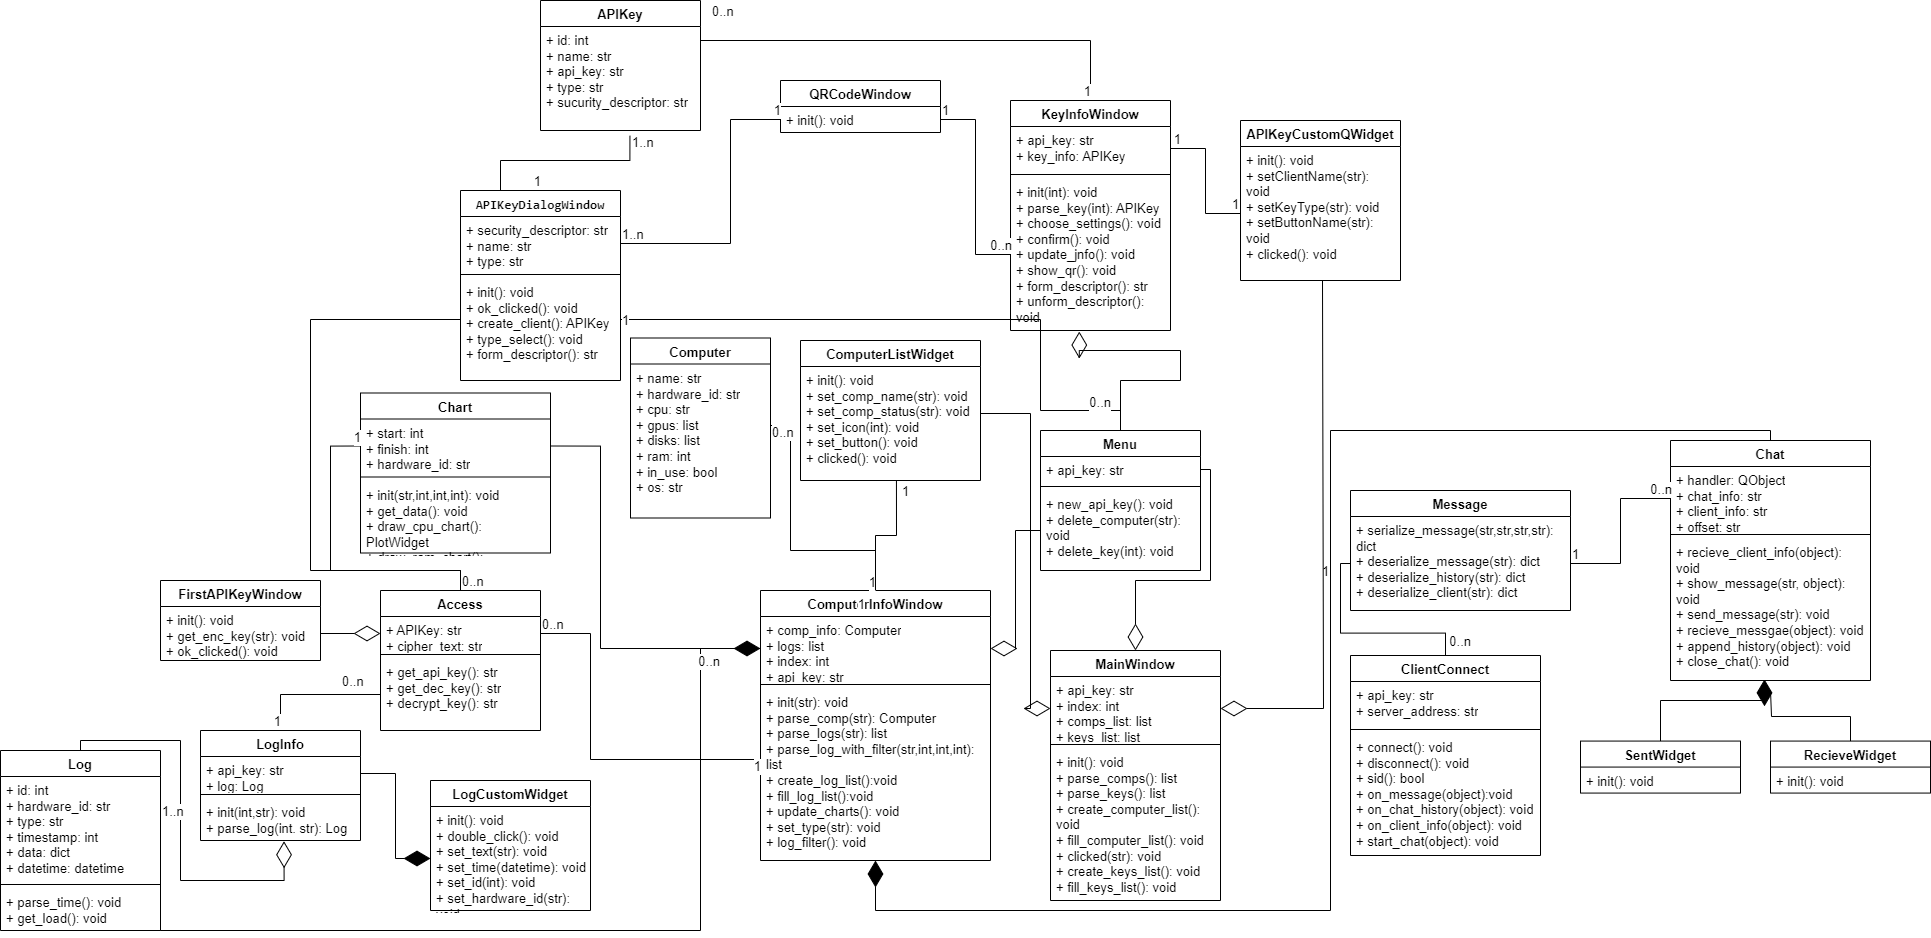 APIKey
+ id: int
+ name: str
+ api_key: str
+ type: str
+ sucurity_descriptor: str
0..n
1..n
1
QRCodeWindow
+ init(): void
1
1
1
KeyInfoWindow
+ api_key: str
+ key_info: APIKey
+ init(int): void
+ parse_key(int): APIKey
+ choose_settings(): void
+ confirm(): void
+ update_jnfo(): void
+ show_qr(): void
+ form_descriptor(): str
+ unform_descriptor():
void
0..n
1
1
APIKeyCustomQWidget
+ init(): void
+ setClientName(str):
void
+ setKeyType(str): void
+ setButtonName(str):
void
+ clicked(): void
APIKeyDialogWindow
+ security_descriptor: str
+ name: str
+ type: str
+ init(): void
+ ok_clicked(): void
+ create_client(): APIKey
+ type_select(): void
+ form_descriptor(): str
1..n
1
Computer
+ name: str
+ hardware_id: str
+ cpu: str
+ gpus: list
+ disks: list
+ ram: int
+ in_use: bool
+ os: str
0..n
ComputerListWidget
+ init(): void
+ set_comp_name(str): void
+ set_comp_status(str): void
+ set_icon(int): void
+ set_button(): void
+ clicked(): void
1
0..n
Chart
+ start: int
+ finish: int
+ hardware_id: str
+ init(str,int,int,int): void
+ get_data(): void
+ draw_cpu_chart():
PlotWidget
+ draw_ram_chart():
1
Menu
+ api_key: str
+ new_api_key(): void
+ delete_computer(str):
void
+ delete_key(int): void
Chat
+ handler: QObject
+ chat_info: str
+ client_info: str
+ offset: str
+ recieve_client_info(object):
void
+ show_message(str, object):
void
+ send_message(str): void
+ recieve_messgae(object): void
+ append_history(object): void
+ close_chat(): void
0..n
1
Message
+ serialize_message(str,str,str,str):
dict
+ deserialize_message(str): dict
+ deserialize_history(str): dict
+ deserialize_client(str): dict
1
0..n
FirstAPIKeyWindow
+ init(): void
+ get_enc_key(str): void
+ ok_clicked(): void
0..n
Access
+ APIKey: str
+ cipher_text: str
+ get_api_key(): str
+ get_dec_key(): str
+ decrypt_key(): str
0..n
0..n
1
1
ComputerInfoWindow
1
+ comp_info: Computer
+ logs: list
+ index: int
+ api_key: str
+ init(str): void
+ parse_comp(str): Computer
+ parse_logs(str): list
+ parse_log_with_filter(str,int,int,int):
list
+ create_log_list():void
+ fill_log_list():void
+ update_charts(): void
+ set_type(str): void
+ log_filter(): void
0..n
1
MainWindow
+ api_key: str
+ index: int
+ comps_list: list
+ keys_list: list
+ init(): void
+ parse_comps(): list
+ parse_keys(): list
+ create_computer_list():
void
+ fill_computer_list(): void
+ clicked(str): void
+ create_keys_list(): void
+ fill_keys_list(): void
ClientConnect
+ api_key: str
+ server_address: str
+ connect(): void
+ disconnect(): void
+ sid(): bool
+ on_message(object):void
+ on_chat_history(object): void
+ on_client_info(object): void
+ start_chat(object): void
SentWidget
+ init(): void
RecieveWidget
+ init(): void
Log
+ id: int
+ hardware_id: str
+ type: str
+ timestamp: int
+ data: dict
+ datetime: datetime
+ parse_time(): void
+ get_load(): void
1..n
LogInfo
+ api_key: str
+ log: Log
+ init(int,str): void
+ parse_log(int. str): Log
LogCustomWidget
+ init(): void
+ double_click(): void
+ set_text(str): void
+ set_time(datetime): void
+ set_id(int): void
+ set_hardware_id(str):
void